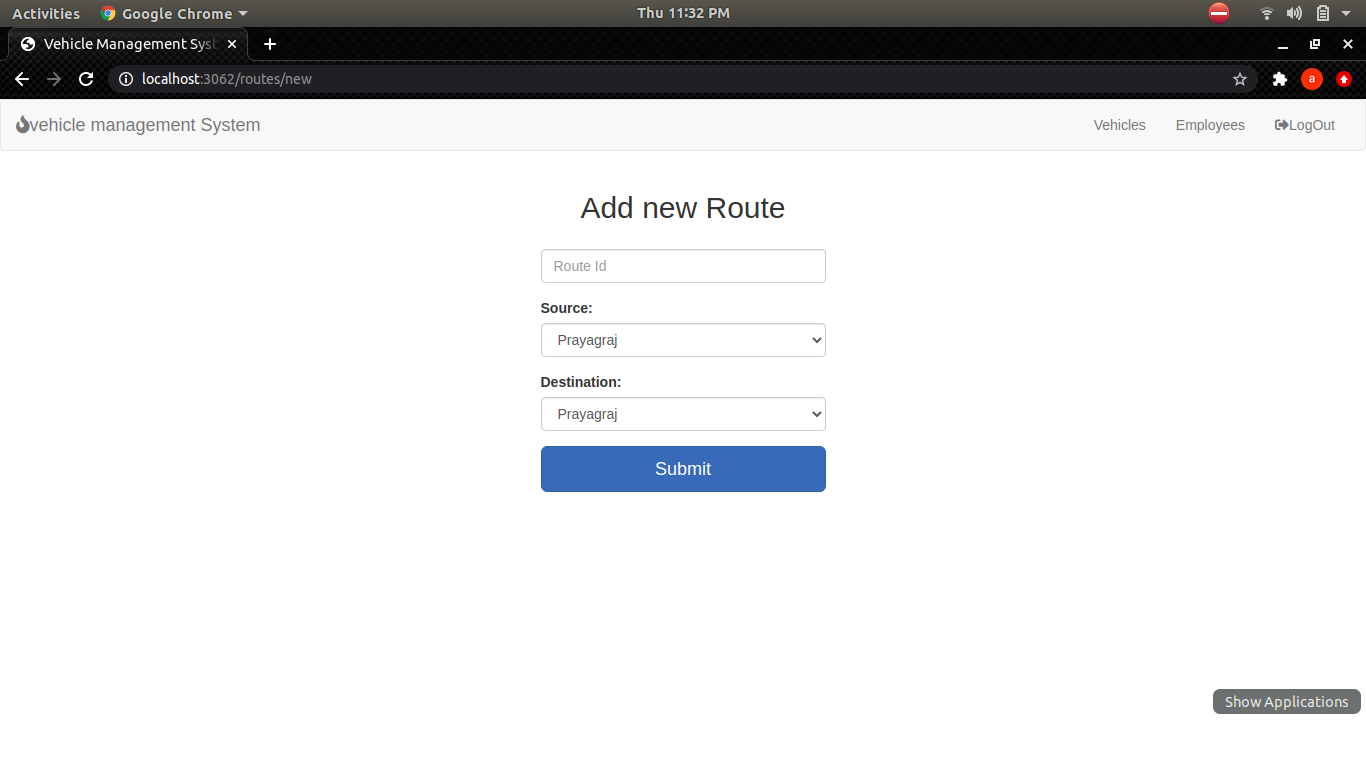 Activities Google Chrome Thu 11:32 PM
Vehicle Management Syst
localhost:3062/routes/new a
vehicle management System Vehicles Employees LogOut
Add new Route
Route Id
Source:
Prayagraj
Destination:
Prayagraj
Submit
Show Applications